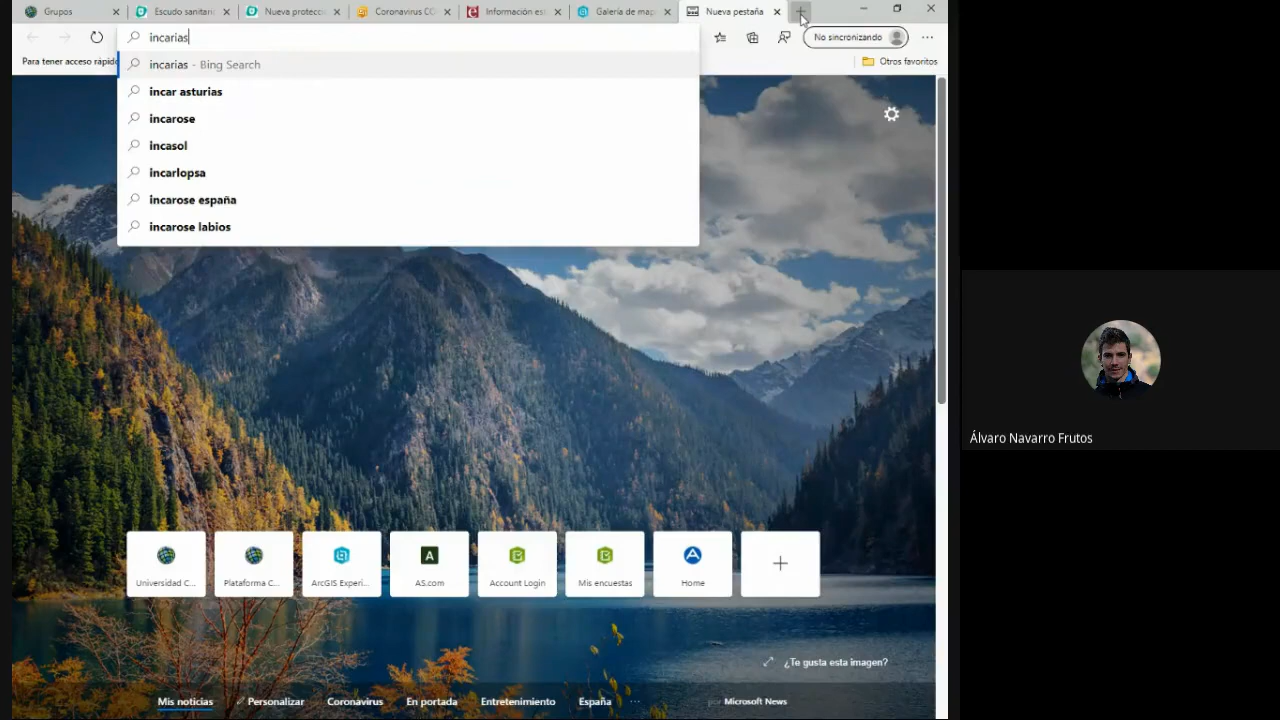 Grupos
Escudo sanitari
Nueva protecci
Coronavirus CO
Información es
Galería de map
Nueva pestaña
incarias
No sincronizando
Para tener acceso rápido
Otros favoritos
incarias - Bing Search
incar asturias
incarose
incasol
incarlopsa
incarose españa
incarose labios
Universidad C...
Plataforma C...
ArcGIS Experi...
AS.com
Account Login
Mis encuestas
Home
¿Te gusta esta imagen?
Mis noticias
Personalizar
Coronavirus
En portada
Entretenimiento
España
por Microsoft News
Álvaro Navarro Frutos